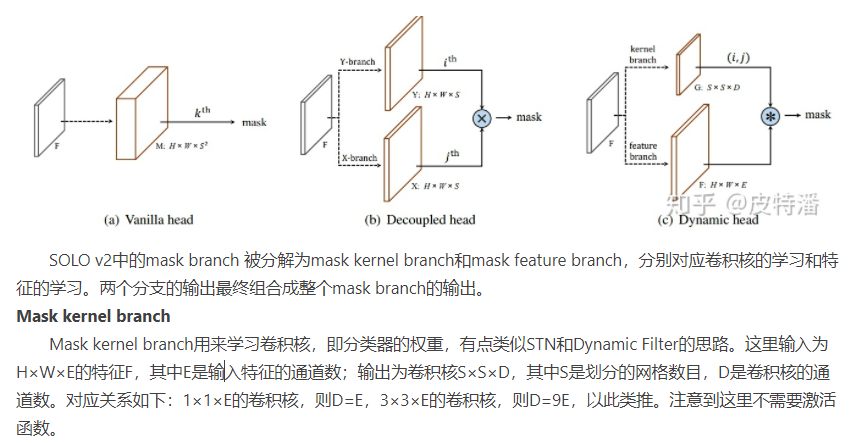 Y-branch
i th
kernel branch
(i,j)
F
k th
mask
M: H×W×S²
F
Y: H×W×S
X-branch
j th
X: H×W×S
mask
F
G: S×S×D
feature branch
F: H×W×E
mask
知乎 @皮特潘
(a) Vanilla head
(b) Decoupled head
(c) Dynamic head
SOLO v2中的mask branch 被分解为mask kernel branch和mask feature branch，分别对应卷积核的学习和特
征的学习。两个分支的输出最终组合成整个mask branch的输出。
Mask kernel branch
Mask kernel branch用来学习卷积核，即分类器的权重，有点类似STN和Dynamic Filter的思路。这里输入为
H×W×E的特征F，其中E是输入特征的通道数；输出为卷积核S×S×D，其中S是划分的网格数目，D是卷积核的通
道数。对应关系如下：1×1×E的卷积核，则D=E，3×3×E的卷积核，则D=9E，以此类推。注意到这里不需要激活
函数。